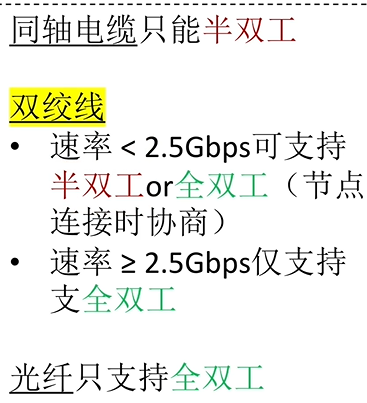 同轴电缆只能半双工
双绞线
• 速率 < 2.5Gbps可支持
半双工or全双工（节点
连接时协商）
• 速率 ≥ 2.5Gbps仅支持
支全双工
光纤只支持全双工